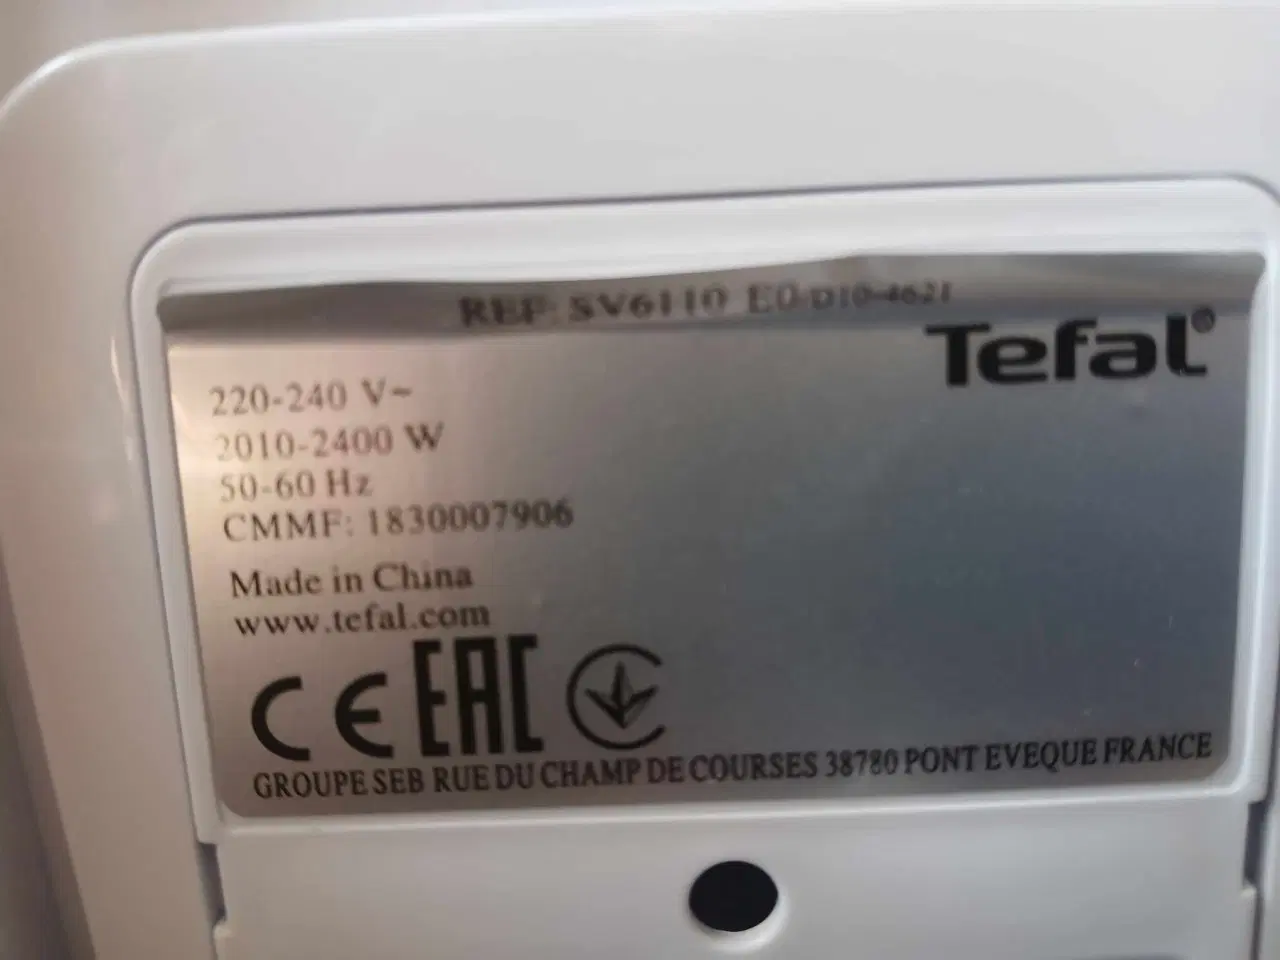 REF: SV6110 E0-D10-4621
Tefal®
220-240 V~
2010-2400 W
50-60 Hz
CMMF: 1830007906
Made in China
www.tefal.com
CE EAC
GROUPE SEB RUE DU CHAMP DE COURSES 38780 PONT EVEQUE FRANCE